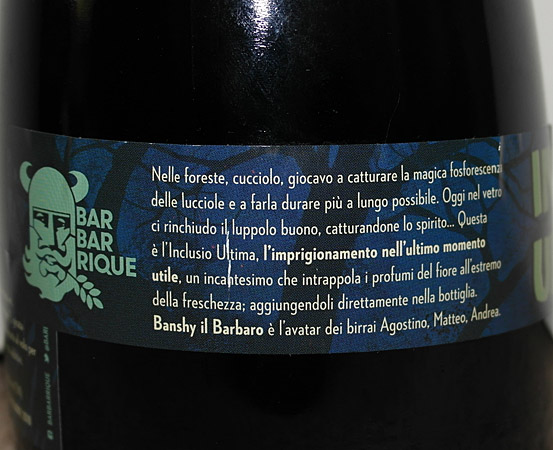 BAR
BAR
RIQUE
Nelle foreste, cucciolo, giocavo a catturare la magica fosforescenza
delle lucciole e a farla durare più a lungo possibile. Oggi nel vetro
ci rinchiudo il luppolo buono, catturandone lo spirito... Questa
è l'Inclusio Ultima, l'imprigionamento nell'ultimo momento
utile, un incantesimo che intrappola i profumi del fiore all'estremo
della freschezza; aggiungendoli direttamente nella bottiglia.
Banshy il Barbaro è l'avatar dei birrai Agostino, Matteo, Andrea.
BARBARRIQUE